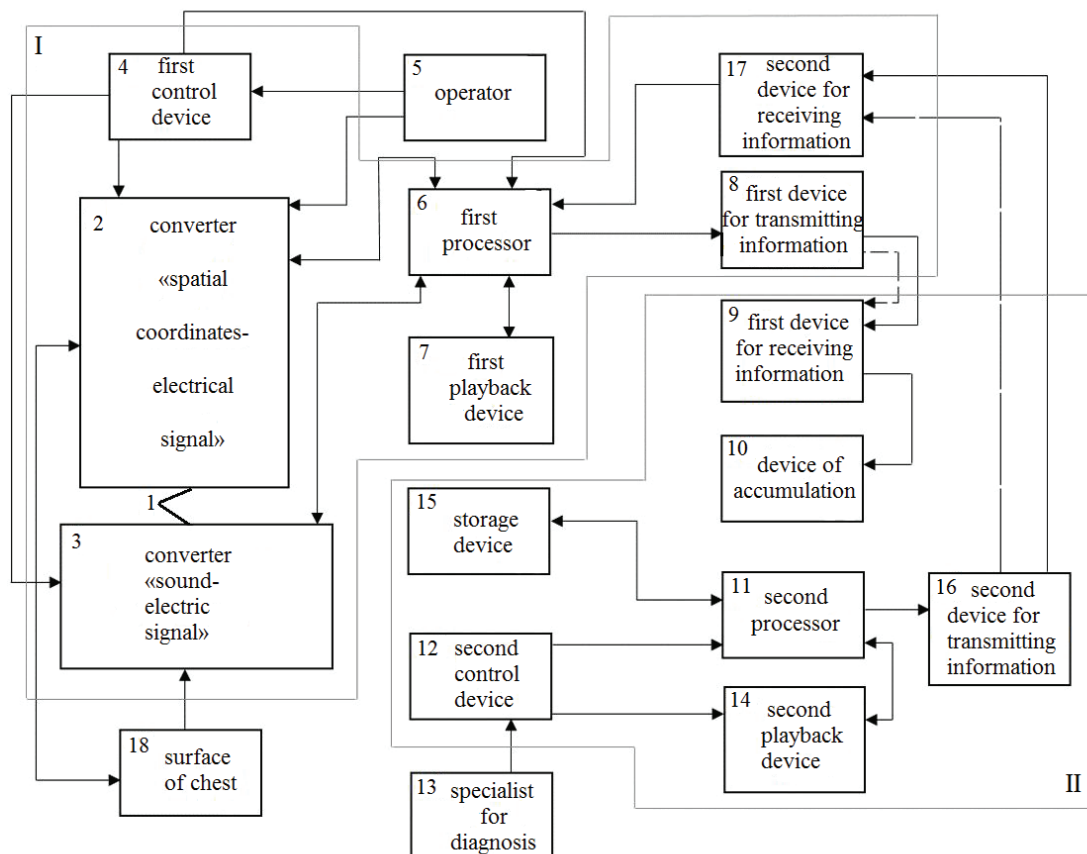 I
4 first
control
device
5
operator
17 second
device for
receiving
information
8 first device
for transmitting
information
6
first
processor
2 converter
«spatial
coordinates-
electrical
signal»
9 first device
for receiving
information
7 first
playback
device
10
device of
accumulation
1
15
storage
device
3 converter
«sound-
electric
signal»
11
second
processor
16 second
device for
transmitting
information
12 second
control
device
14 second
playback
device
18
surface
of chest
13 specialist
for
diagnosis
II